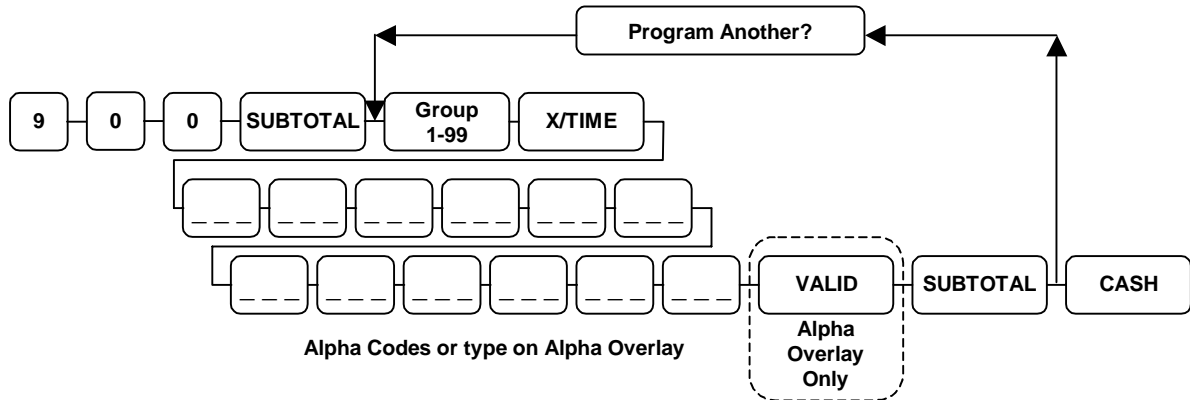 Program Another?
9 0 0 SUBTOTAL Group 1-99 X/TIME
_ _ _ _ _ _ _ _ _ _ _ _ _ _ _ _ _ _
_ _ _ _ _ _ _ _ _ _ _ _ _ _ _ _ _ _ VALID SUBTOTAL CASH
Alpha Codes or type on Alpha Overlay
Alpha
Overlay
Only